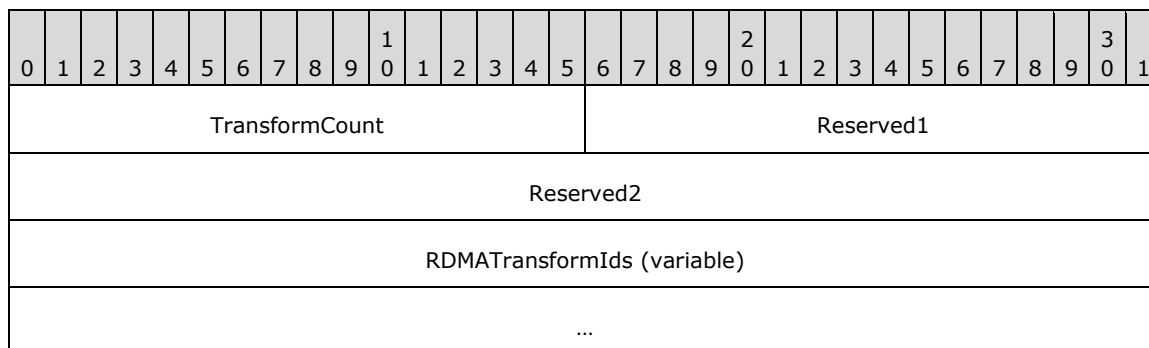 1 2 3
0 1 2 3 4 5 6 7 8 9 0 1 2 3 4 5 6 7 8 9 0 1 2 3 4 5 6 7 8 9 0 1
TransformCount Reserved1
Reserved2
RDMATransformIds (variable)
...